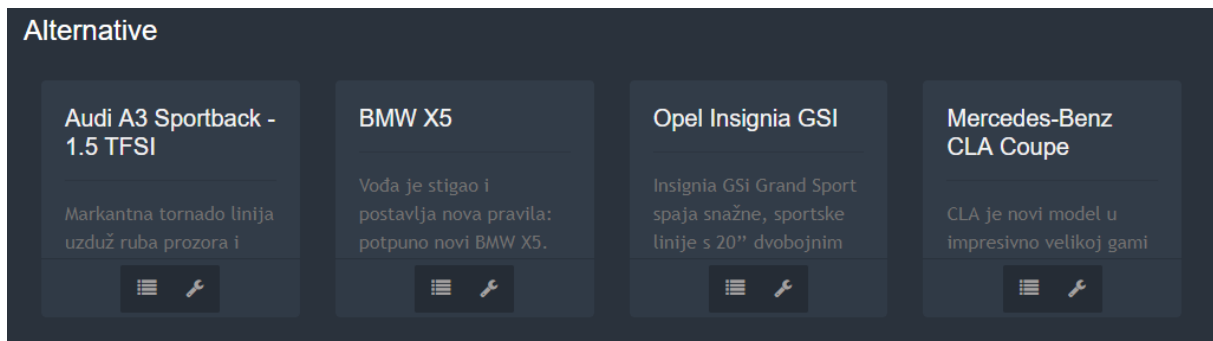 Alternative
Audi A3 Sportback -
1.5 TFSI
Markantna tornado linija
uzduž ruba prozora i
BMW X5
Vođa je stigao i
postavlja nova pravila:
potpuno novi BMW X5.
Opel Insignia GSI
Insignia GSi Grand Sport
spaja snažne, sportske
linije s 20” dvobojnim
Mercedes-Benz
CLA Coupe
CLA je novi model u
impresivno velikoj gami